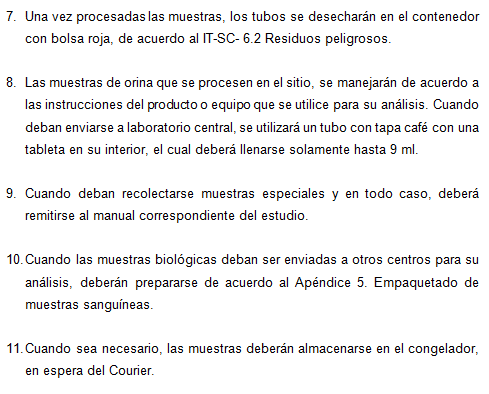 7. Una vez procesadas las muestras, los tubos se desecharán en el contenedor
con bolsa roja, de acuerdo al IT-SC- 6.2 Residuos peligrosos.
8. Las muestras de orina que se procesen en el sitio, se manejarán de acuerdo a
las instrucciones del producto o equipo que se utilice para su análisis. Cuando
deban enviarse a laboratorio central, se utilizará un tubo con tapa café con una
tableta en su interior, el cual deberá llenarse solamente hasta 9 ml.
9. Cuando deban recolectarse muestras especiales y en todo caso, deberá
remitirse al manual correspondiente del estudio.
10. Cuando las muestras biológicas deban ser enviadas a otros centros para su
análisis, deberán prepararse de acuerdo al Apéndice 5. Empaquetado de
muestras sanguíneas.
11. Cuando sea necesario, las muestras deberán almacenarse en el congelador,
en espera del Courier.